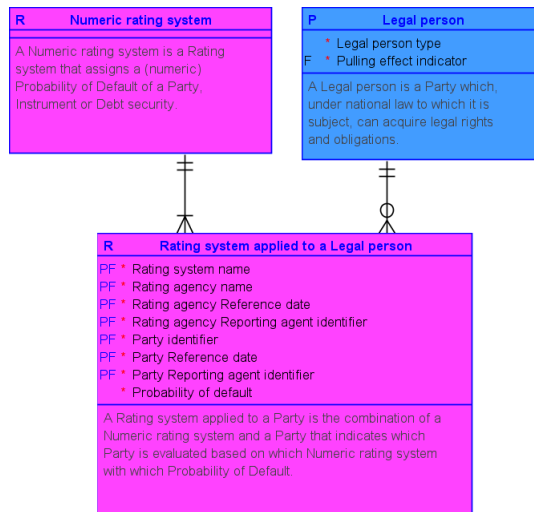 R Numeric rating system
A Numeric rating system is a Rating
system that assigns a (numeric)
Probability of Default of a Party,
Instrument or Debt security.
P Legal person
* Legal person type
F * Pulling effect indicator
A Legal person is a Party which,
under national law to which it is
subject, can acquire legal rights
and obligations.
R Rating system applied to a Legal person
PF * Rating system name
PF * Rating agency name
PF * Rating agency Reference date
PF * Rating agency Reporting agent identifier
PF * Party identifier
PF * Party Reference date
PF * Party Reporting agent identifier
* Probability of default
A Rating system applied to a Party is the combination of a
Numeric rating system and a Party that indicates which
Party is evaluated based on which Numeric rating system
with which Probability of Default.